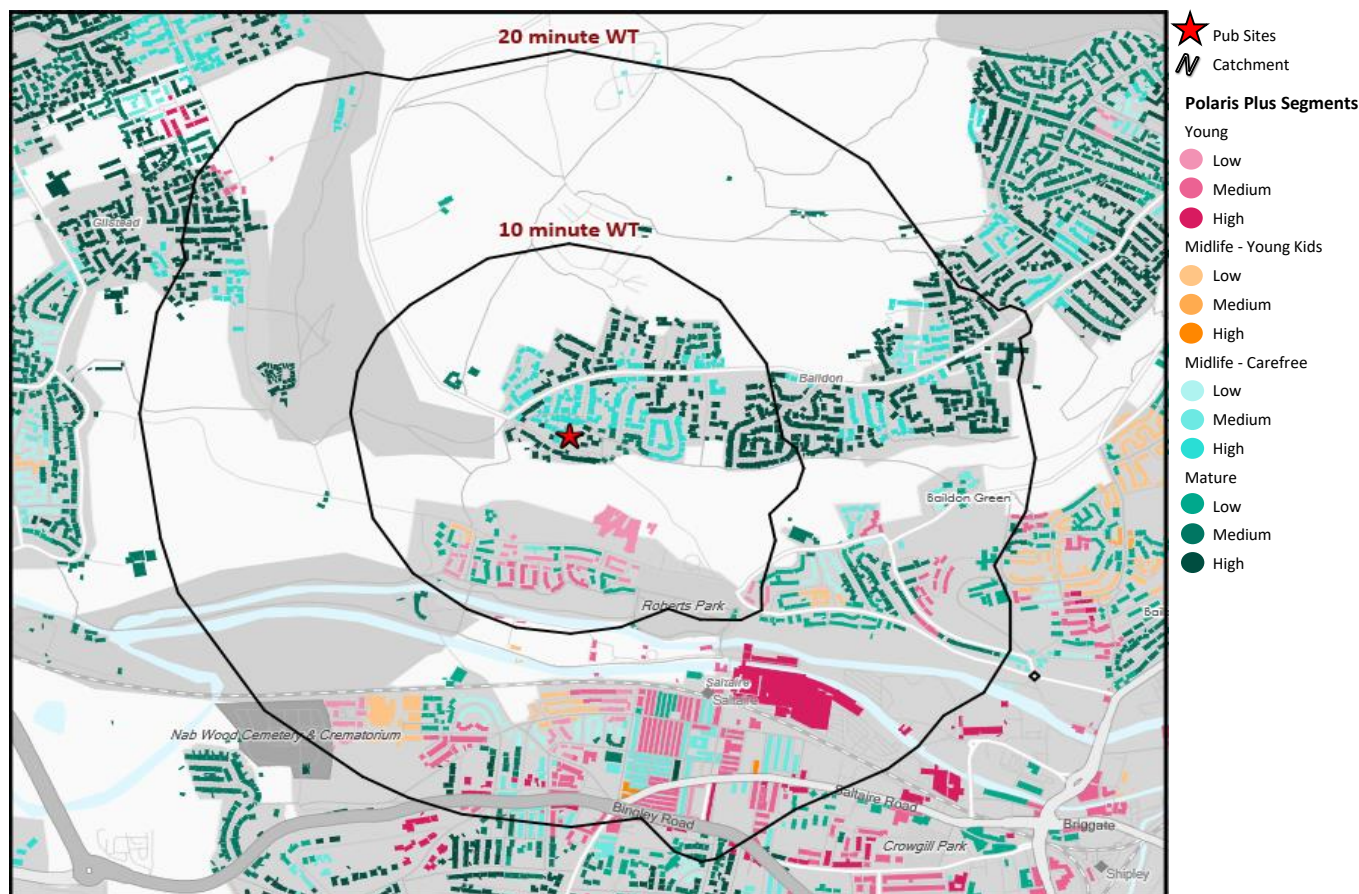 20 minute WT
10 minute WT
Gilstead
Baildon
Baildon Green
Roberts Park
Saltaire
Saltaire
Nab Wood Cemetery & Crematorium
Bingley Road
Saltaire Road
Briggate
Crowgill Park
Shipley
Pub Sites
Catchment
Polaris Plus Segments
Young
Low
Medium
High
Midlife - Young Kids
Low
Medium
High
Midlife - Carefree
Low
Medium
High
Mature
Low
Medium
High